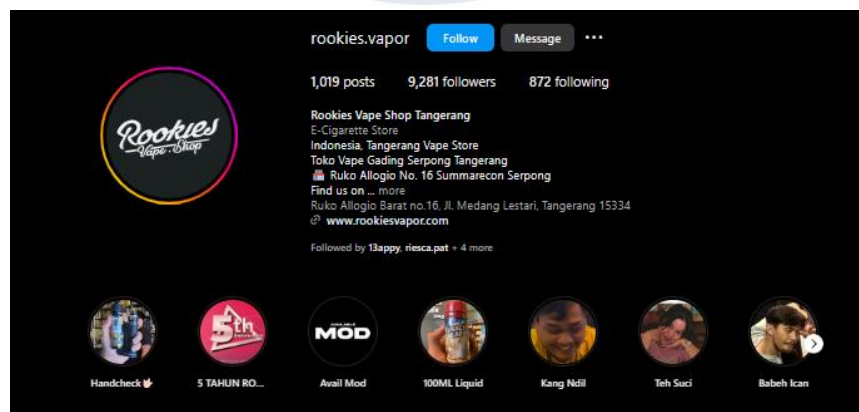 rookies.vapor Follow Message ...
1,019 posts 9,281 followers 872 following
Rookies Vape Shop Tangerang
E-Cigarette Store
Indonesia, Tangerang Vape Store
Toko Vape Gading Serpong Tangerang
Ruko Allogio No. 16 Summarecon Serpong
Find us on ... more
Ruko Allogio Barat no.16, Jl. Medang Lestari, Tangerang 15334
www.rookiesvapor.com
Followed by 13appy, riesca.pat + 4 more
Rookies
Vape . Shop
5th
MOD
Handcheck 5 TAHUN RO... Avail Mod 100ML Liquid Kang Ndil Teh Suci Babeh Ican